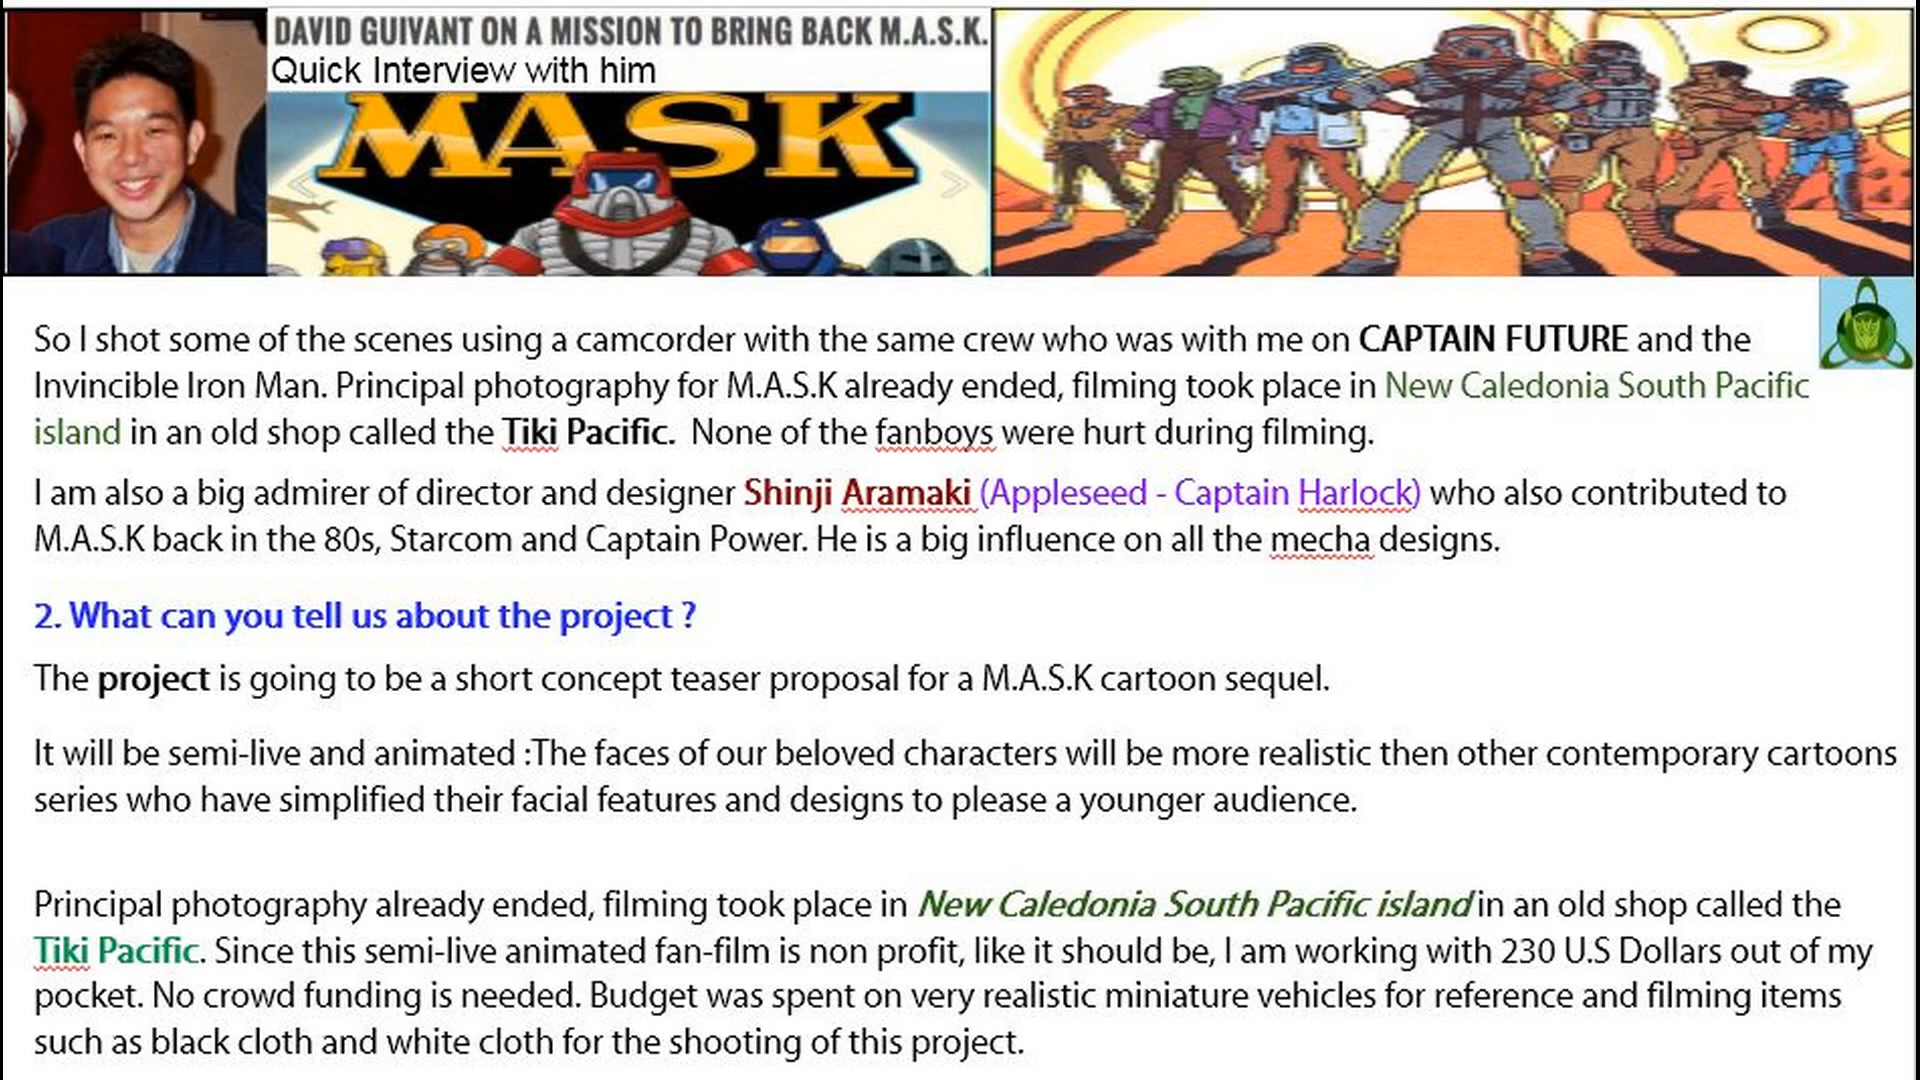 DAVID GUIVANT ON A MISSION TO BRING BACK M.A.S.K.
Quick Interview with him
MASK
So I shot some of the scenes using a camcorder with the same crew who was with me on CAPTAIN FUTURE and the
Invincible Iron Man. Principal photography for M.A.S.K already ended, filming took place in New Caledonia South Pacific
island in an old shop called the Tiki Pacific. None of the fanboys were hurt during filming.
I am also a big admirer of director and designer Shinji Aramaki (Appleseed - Captain Harlock) who also contributed to
M.A.S.K back in the 80s, Starcom and Captain Power. He is a big influence on all the mecha designs.
2. What can you tell us about the project ?
The project is going to be a short concept teaser proposal for a M.A.S.K cartoon sequel.
It will be semi-live and animated :The faces of our beloved characters will be more realistic then other contemporary cartoons
series who have simplified their facial features and designs to please a younger audience.
Principal photography already ended, filming took place in New Caledonia South Pacific island in an old shop called the
Tiki Pacific. Since this semi-live animated fan-film is non profit, like it should be, I am working with 230 U.S Dollars out of my
pocket. No crowd funding is needed. Budget was spent on very realistic miniature vehicles for reference and filming items
such as black cloth and white cloth for the shooting of this project.